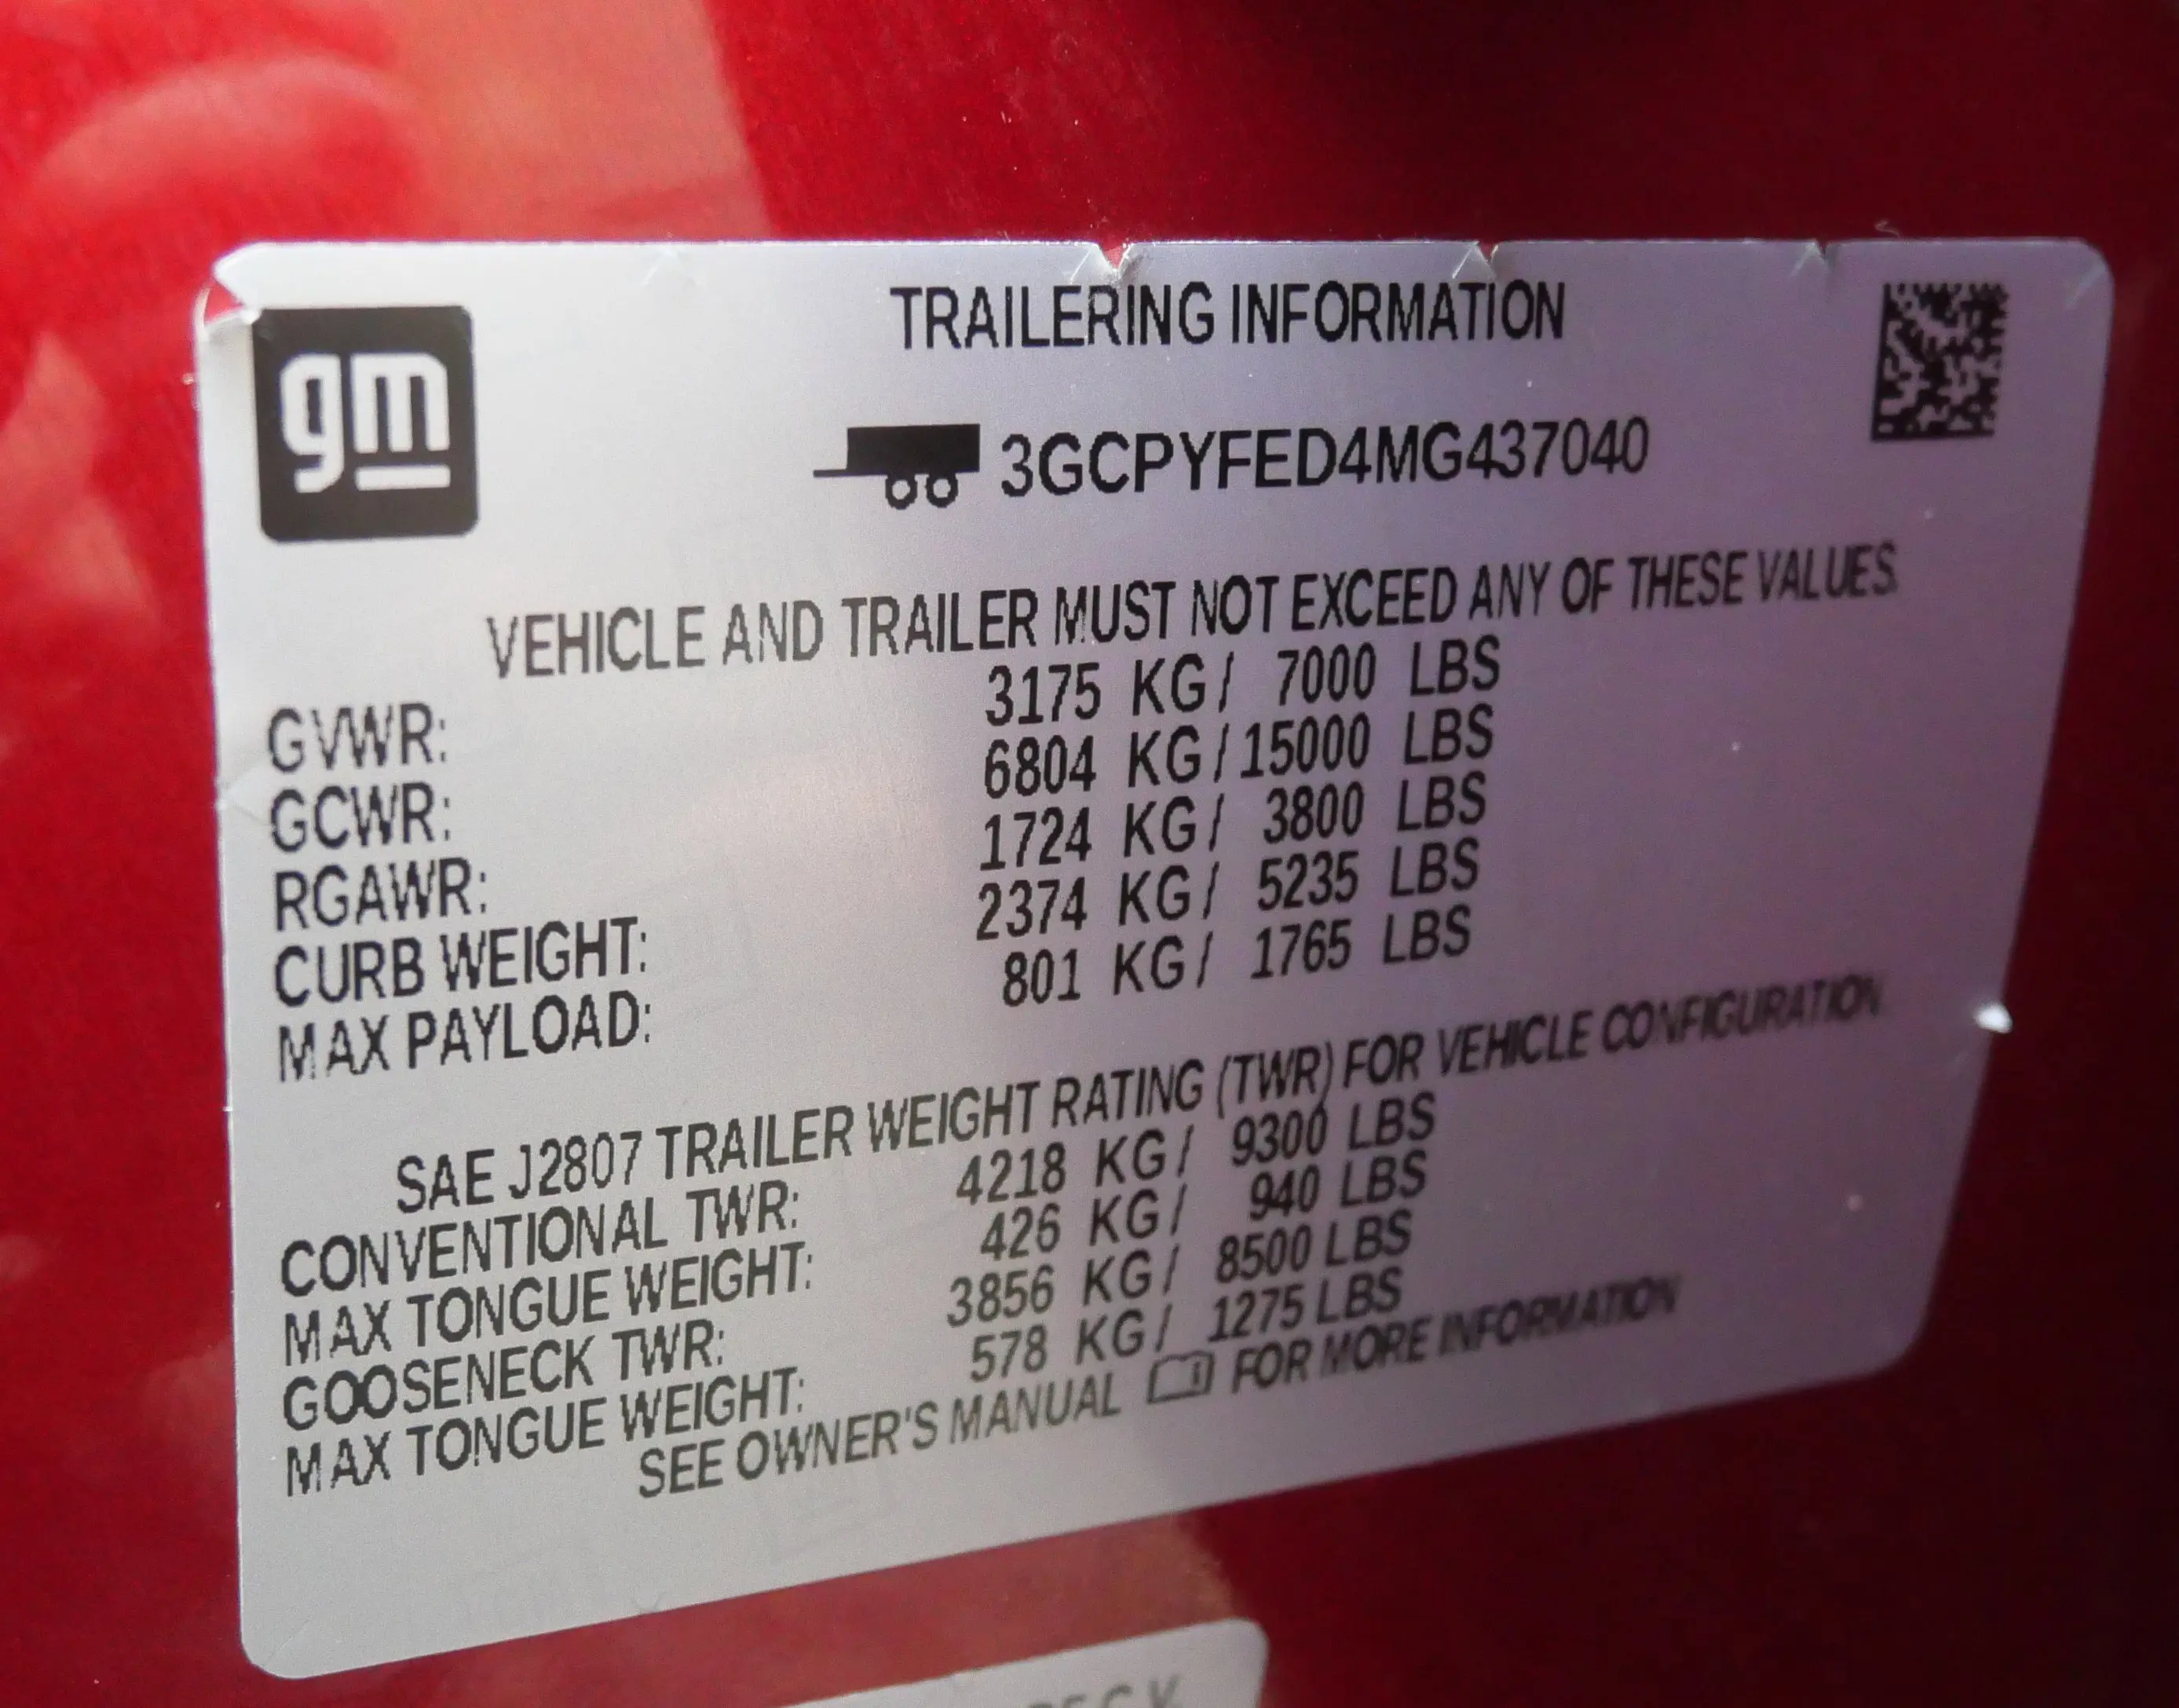 gm
TRAILERING INFORMATION
3GCPYFED4MG437040
VEHICLE AND TRAILER MUST NOT EXCEED ANY OF THESE VALUES
GVWR: 3175 KG/ 7000 LBS
GCWR: 6804 KG/15000 LBS
RGAWR: 1724 KG/ 3800 LBS
CURB WEIGHT: 2374 KG/ 5235 LBS
MAX PAYLOAD: 801 KG/ 1765 LBS
SAE J2807 TRAILER WEIGHT RATING (TWR) FOR VEHICLE CONFIGURATION
CONVENTIONAL TWR: 4218 KG/ 9300 LBS
MAX TONGUE WEIGHT: 426 KG/ 940 LBS
GOOSENECK TWR: 3856 KG/ 8500 LBS
MAX TONGUE WEIGHT: 578 KG/ 1275 LBS
SEE OWNER'S MANUAL FOR MORE INFORMATION